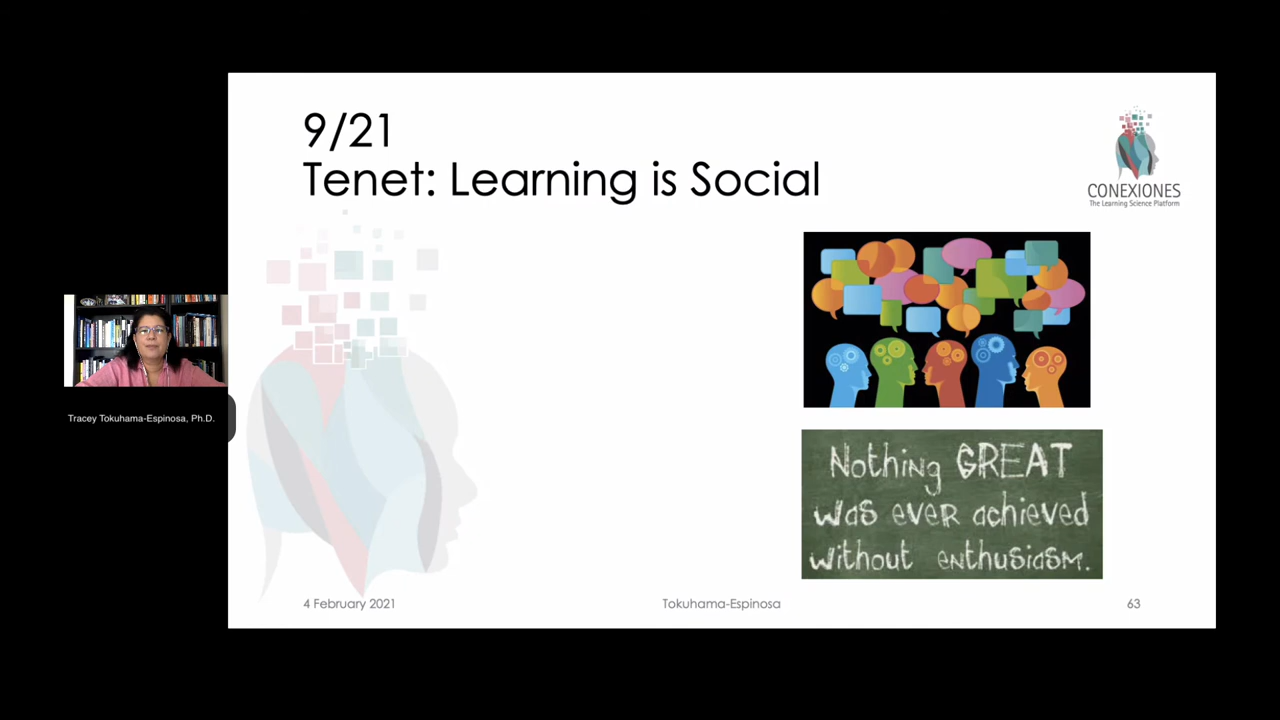 9/21
Tenet: Learning is Social
CONEXIONES
The Learning Science Platform
Tracey Tokuhama-Espinosa, Ph.D.
Nothing GREAT
was ever achieved
without enthusiasm.
4 February 2021
Tokuhama-Espinosa
63